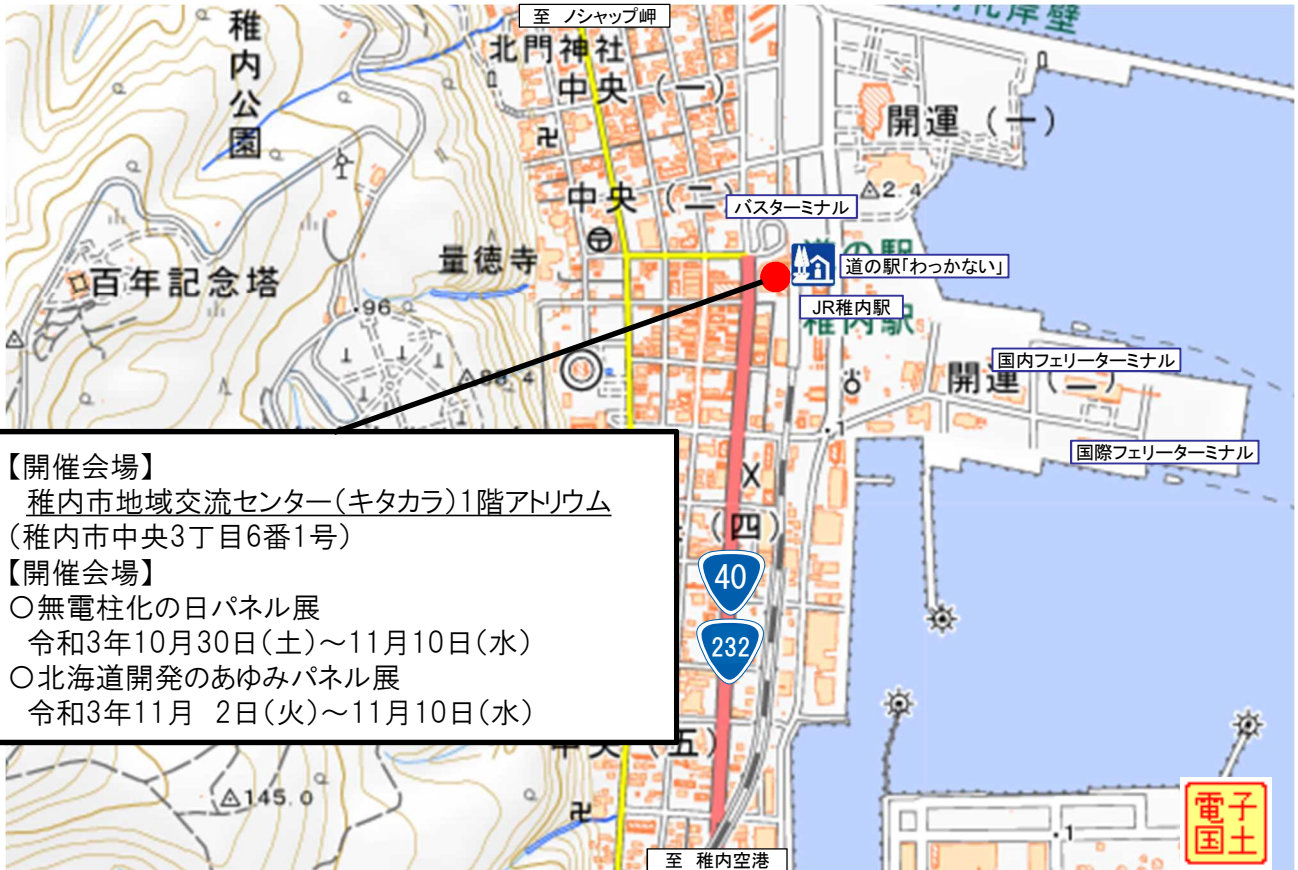 至 ノシャップ岬
稚内公園
北門神社
中央(一)
開運(一)
中央(二)
バスターミナル
2.4
道の駅
道の駅「わっかない」
量徳寺
百年記念塔
96
JR稚内駅
稚内駅
国内フェリーターミナル
開運(二)
1
国際フェリーターミナル
【開催会場】
稚内市地域交流センター(キタカラ)1階アトリウム
(稚内市中央3丁目6番1号)
【開催会場】
○無電柱化の日パネル展
令和3年10月30日(土)~11月10日(水)
○北海道開発のあゆみパネル展
令和3年11月 2日(火)~11月10日(水)
(四)
40
232
中央(五)
145.0
1
電子
国土
至 稚内空港